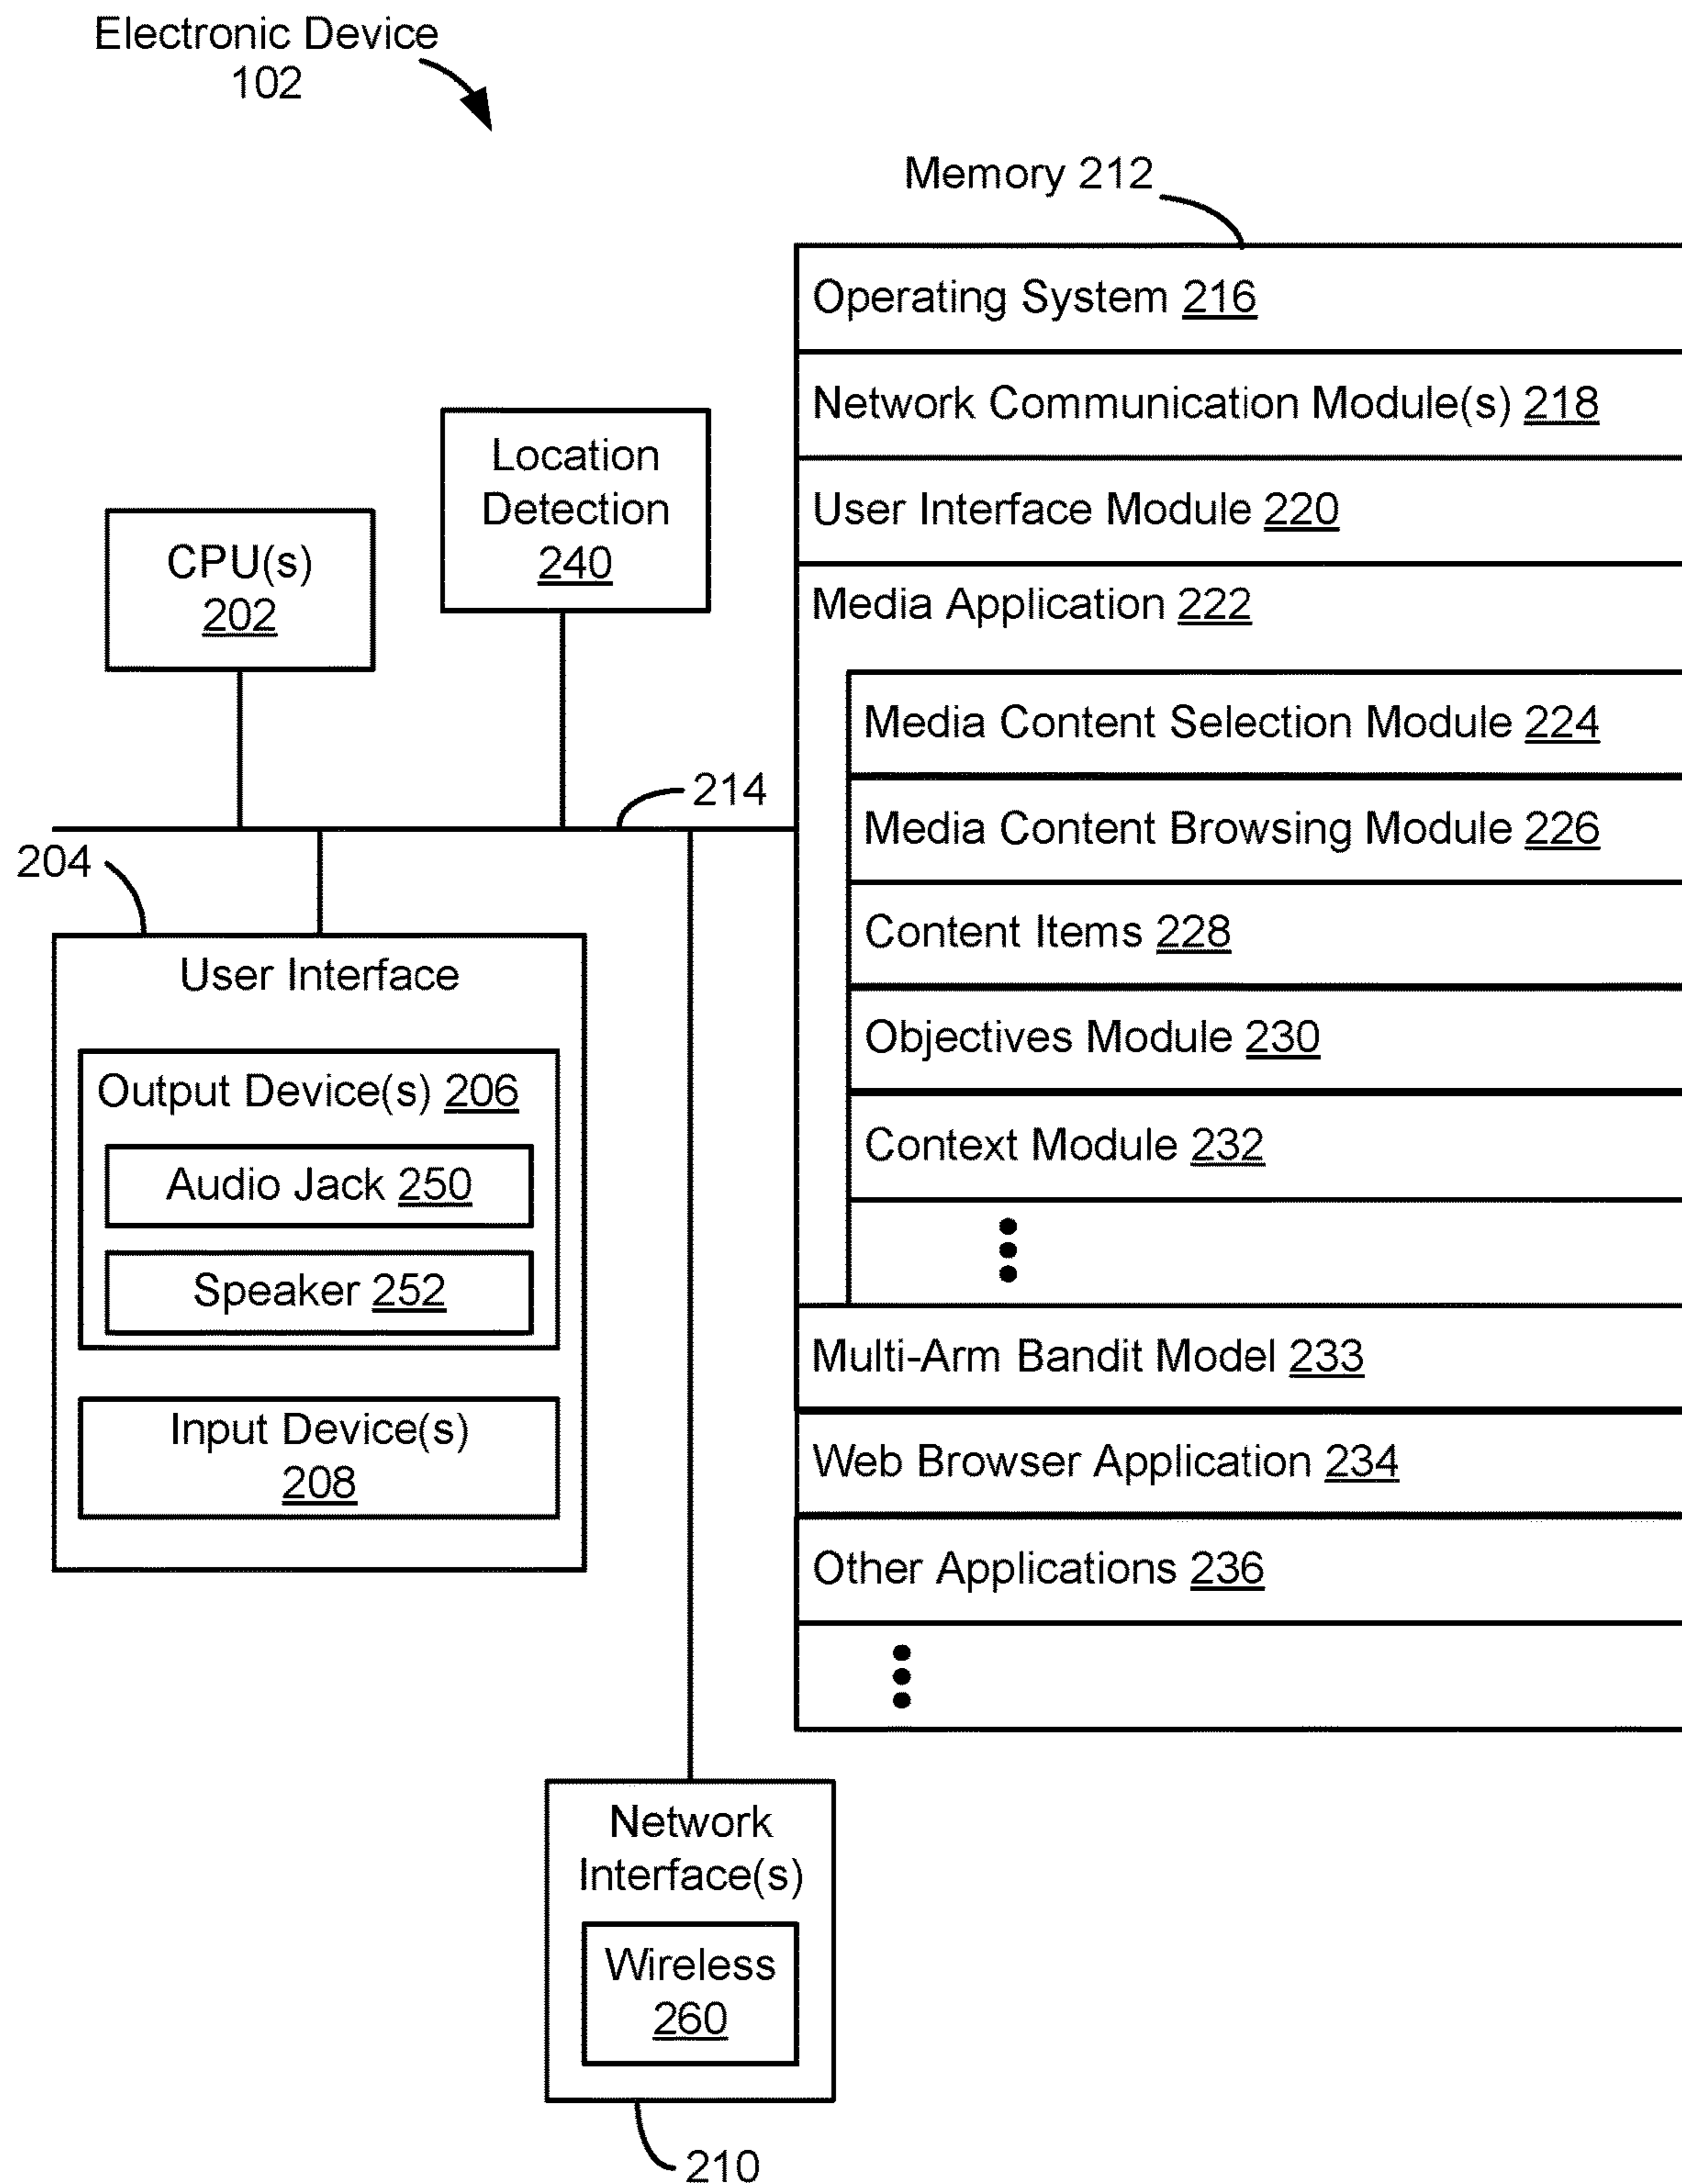 Electronic Device
102
Memory 212
Operating System 216
Network Communication Module(s) 218
User Interface Module 220
Media Application 222
Media Content Selection Module 224
Media Content Browsing Module 226
Content Items 228
Objectives Module 230
Context Module 232
Multi-Arm Bandit Model 233
Web Browser Application 234
Other Applications 236
Location
Detection
240
CPU(s)
202
214
204
User Interface
Output Device(s) 206
Audio Jack 250
Speaker 252
Input Device(s)
208
Network
Interface(s)
Wireless
260
210